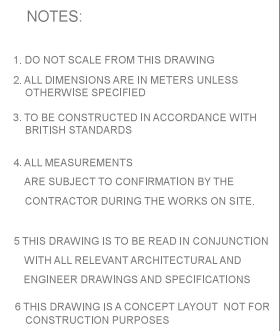 NOTES:
1. DO NOT SCALE FROM THIS DRAWING
2. ALL DIMENSIONS ARE IN METERS UNLESS
OTHERWISE SPECIFIED
3. TO BE CONSTRUCTED IN ACCORDANCE WITH
BRITISH STANDARDS
4. ALL MEASUREMENTS
ARE SUBJECT TO CONFIRMATION BY THE
CONTRACTOR DURING THE WORKS ON SITE.
5 THIS DRAWING IS TO BE READ IN CONJUNCTION
WITH ALL RELEVANT ARCHITECTURAL AND
ENGINEER DRAWINGS AND SPECIFICATIONS
6 THIS DRAWING IS A CONCEPT LAYOUT NOT FOR
CONSTRUCTION PURPOSES